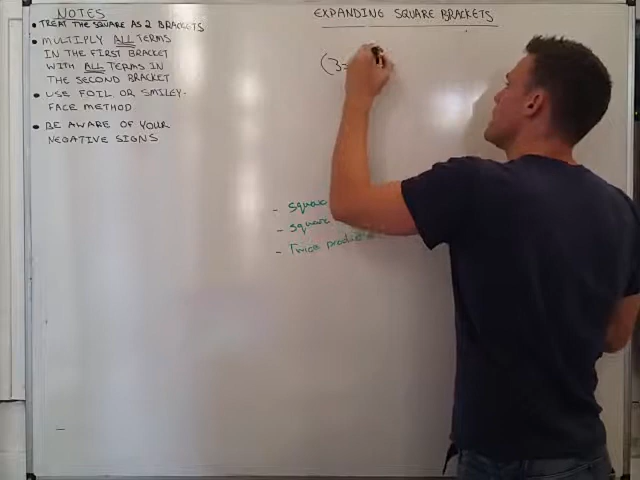 NOTES
• TREAT THE SQUARE AS 2 BRACKETS
• MULTIPLY ALL TERMS
IN THE FIRST BRACKET
WITH ALL TERMS IN
THE SECOND BRACKET
• USE FOIL OR SMILEY-
FACE METHOD
• BE AWARE OF YOUR
NEGATIVE SIGNS
EXPANDING SQUARE BRACKETS
(3
- square
- square
- Twice product